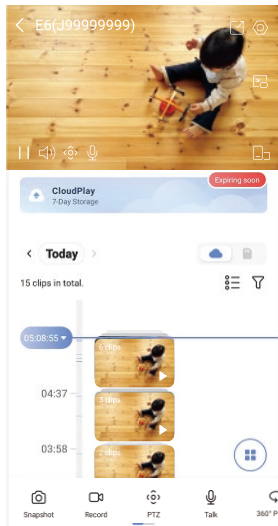 E6(J99999999)
Expiring soon
CloudPlay
7-Day Storage
Today
15 clips in total.
05:08:55
6 clips
04:37
3 clips
03:58
2 clips
Snapshot
Record
PTZ
Talk
360° P